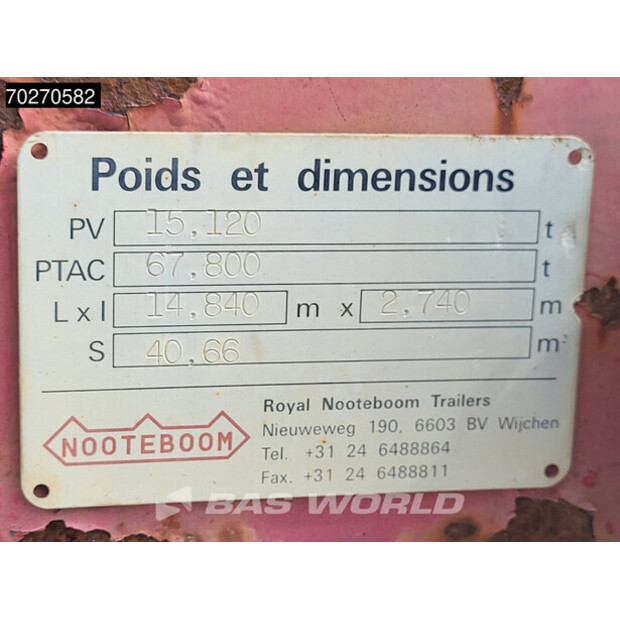 70270582
Poids et dimensions
PV 15,120 t
PTAC 67,800 t
L x l 14,840 m x 2,740 m
S 40,66 m²
NOOTEBOOM
Royal Nooteboom Trailers
Nieuweweg 190, 6603 BV Wijchen
Tel. +31 24 6488864
Fax. +31 24 6488811
BAS WORLD